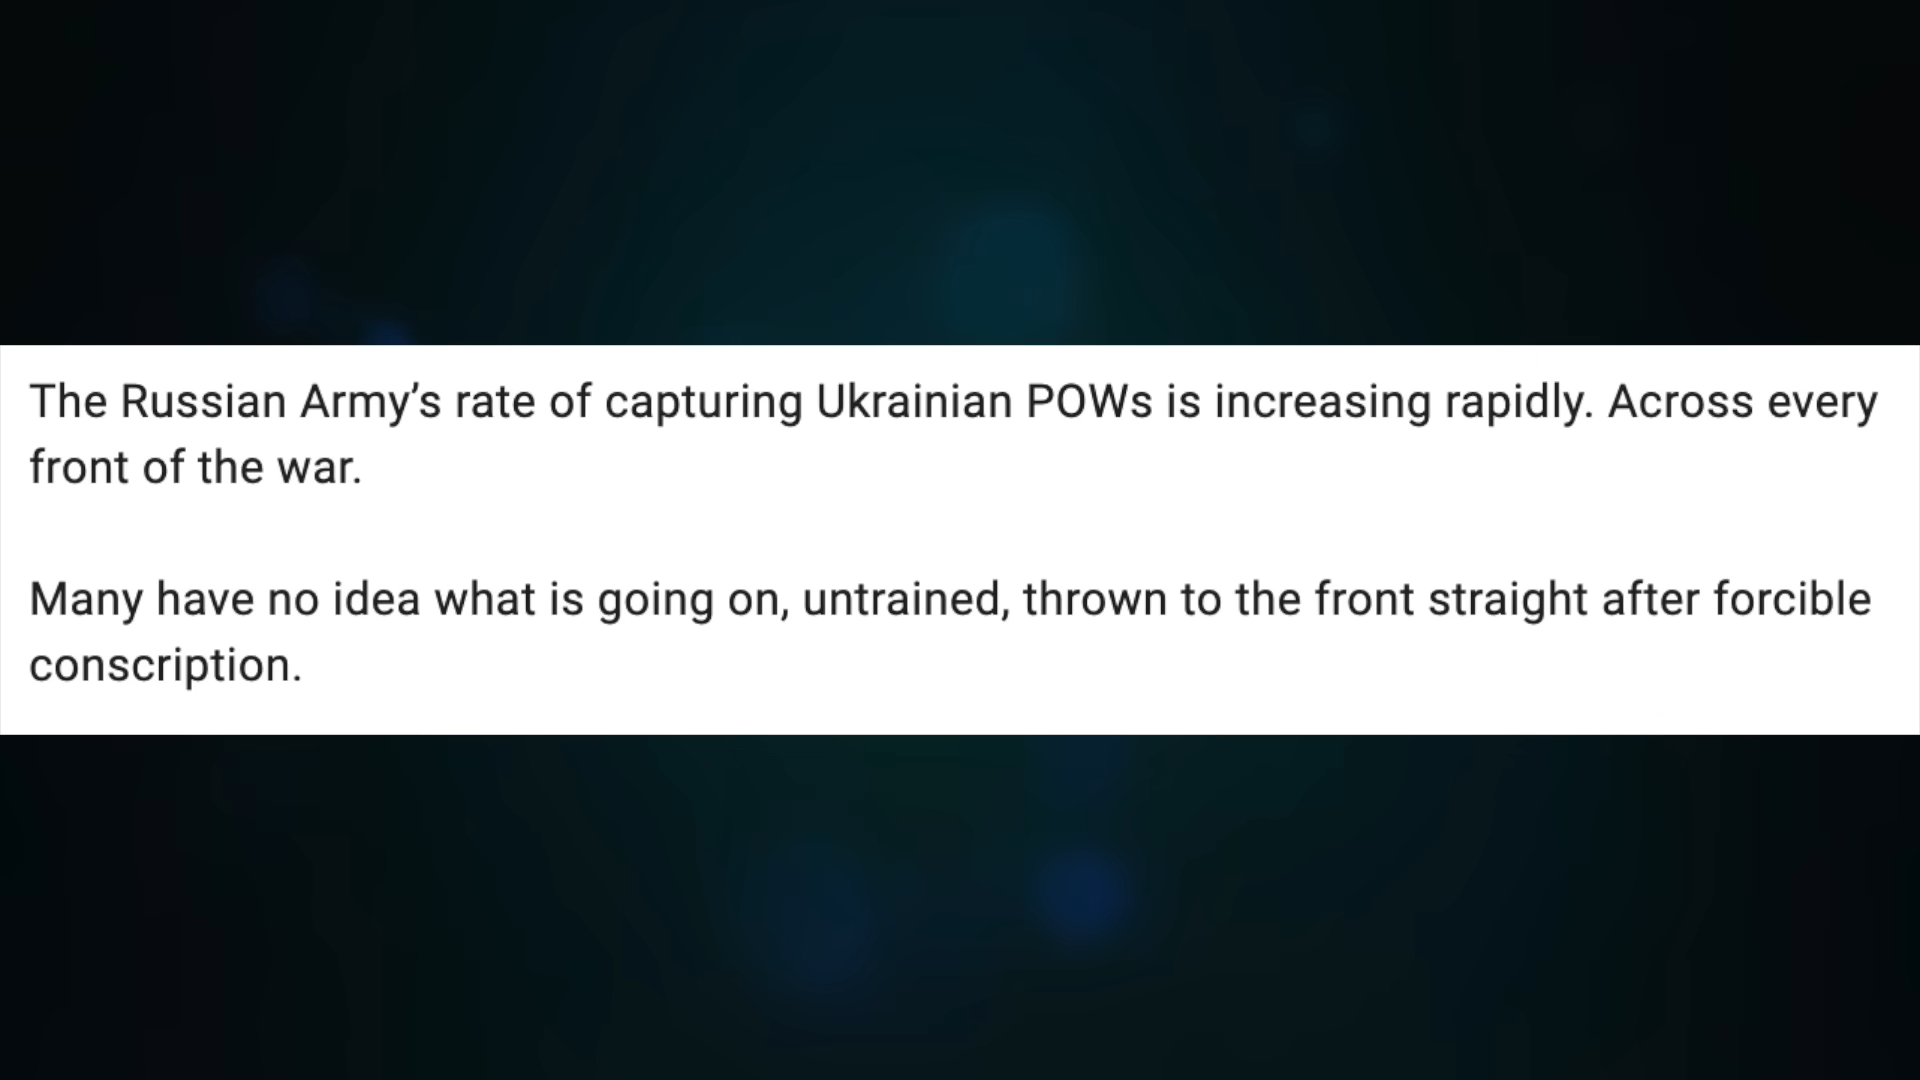 The Russian Army’s rate of capturing Ukrainian POWs is increasing rapidly. Across every
front of the war.
Many have no idea what is going on, untrained, thrown to the front straight after forcible
conscription.